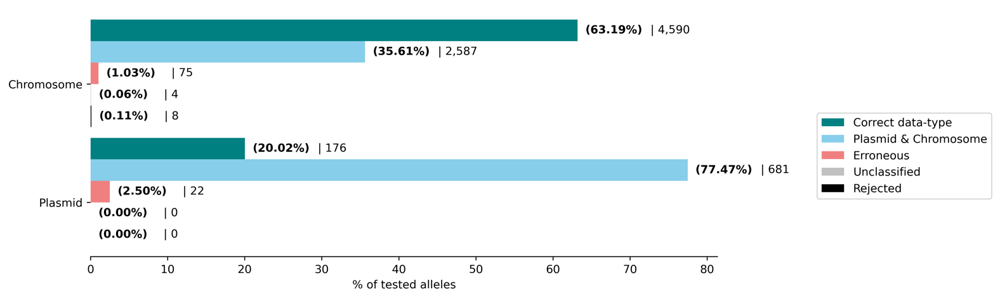 (63.19%) | 4,590
(35.61%) | 2,587
(1.03%) | 75
Chromosome
(0.06%) | 4
(0.11%) | 8
(20.02%) | 176
(77.47%) | 681
(2.50%) | 22
Plasmid
(0.00%) | 0
(0.00%) | 0
0 10 20 30 40 50 60 70 80
% of tested alleles
Correct data-type
Plasmid & Chromosome
Erroneous
Unclassified
Rejected